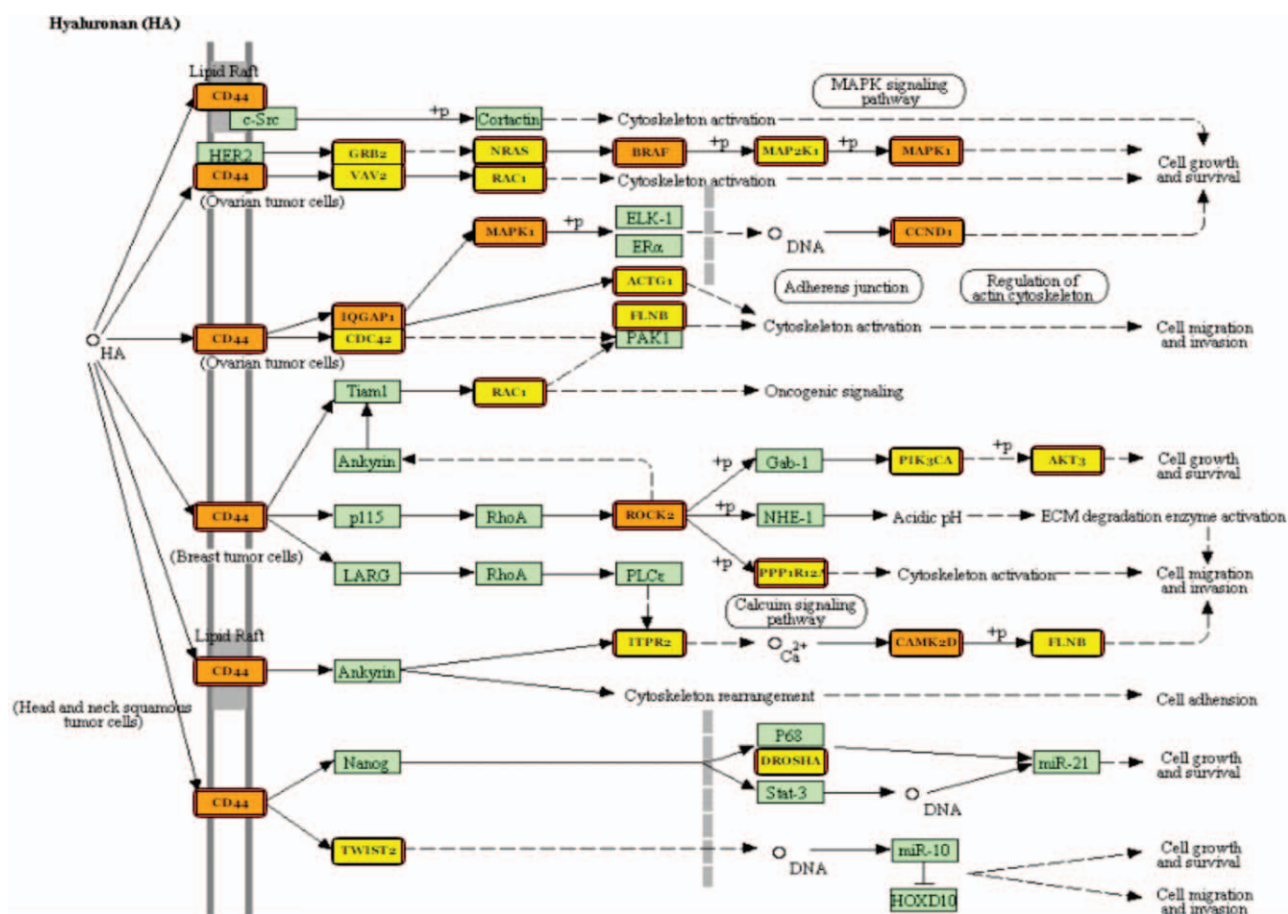 Hyaluronan (HA)
Lipid Raft
CD44
c-Src
+p
Cortactin
Cytoskeleton activation
MAPK signaling
pathway
HER2
GRB2
NRAS
BRAF
+p
MAP2K1
+p
MAPK1
Cell growth
and survival
CD44
VAV2
RAC1
Cytoskeleton activation
(Ovarian tumor cells)
MAPK1
+p
ELK-1
ERα
DNA
CCND1
ACTG1
Adherens junction
Regulation of
actin cytoskeleton
IQGAP1
FLNB
HA
CD44
CDC42
PAK1
Cytoskeleton activation
Cell migration
and invasion
(Ovarian tumor cells)
Tiam1
RAC1
Oncogenic signaling
Ankyrin
+p
Gab-1
PIK3CA
+p
AKT3
Cell growth
and survival
CD44
p115
RhoA
ROCK2
+p
NHE-1
Acidic pH
ECM degradation enzyme activation
(Breast tumor cells)
+p
LARG
RhoA
PLCε
PPP1R12A
Cytoskeleton activation
Cell migration
and invasion
Calcuim signaling
pathway
Lipid Raft
ITPR2
Ca2+
CAMK2D
+p
FLNB
CD44
Ankyrin
Cytoskeleton rearrangement
Cell adhesion
(Head and neck squamous
tumor cells)
P68
Nanog
DROSHA
miR-21
Cell growth
and survival
Stat-3
DNA
CD44
TWIST2
DNA
miR-10
Cell growth
and survival
HOXD10
Cell migration
and invasion